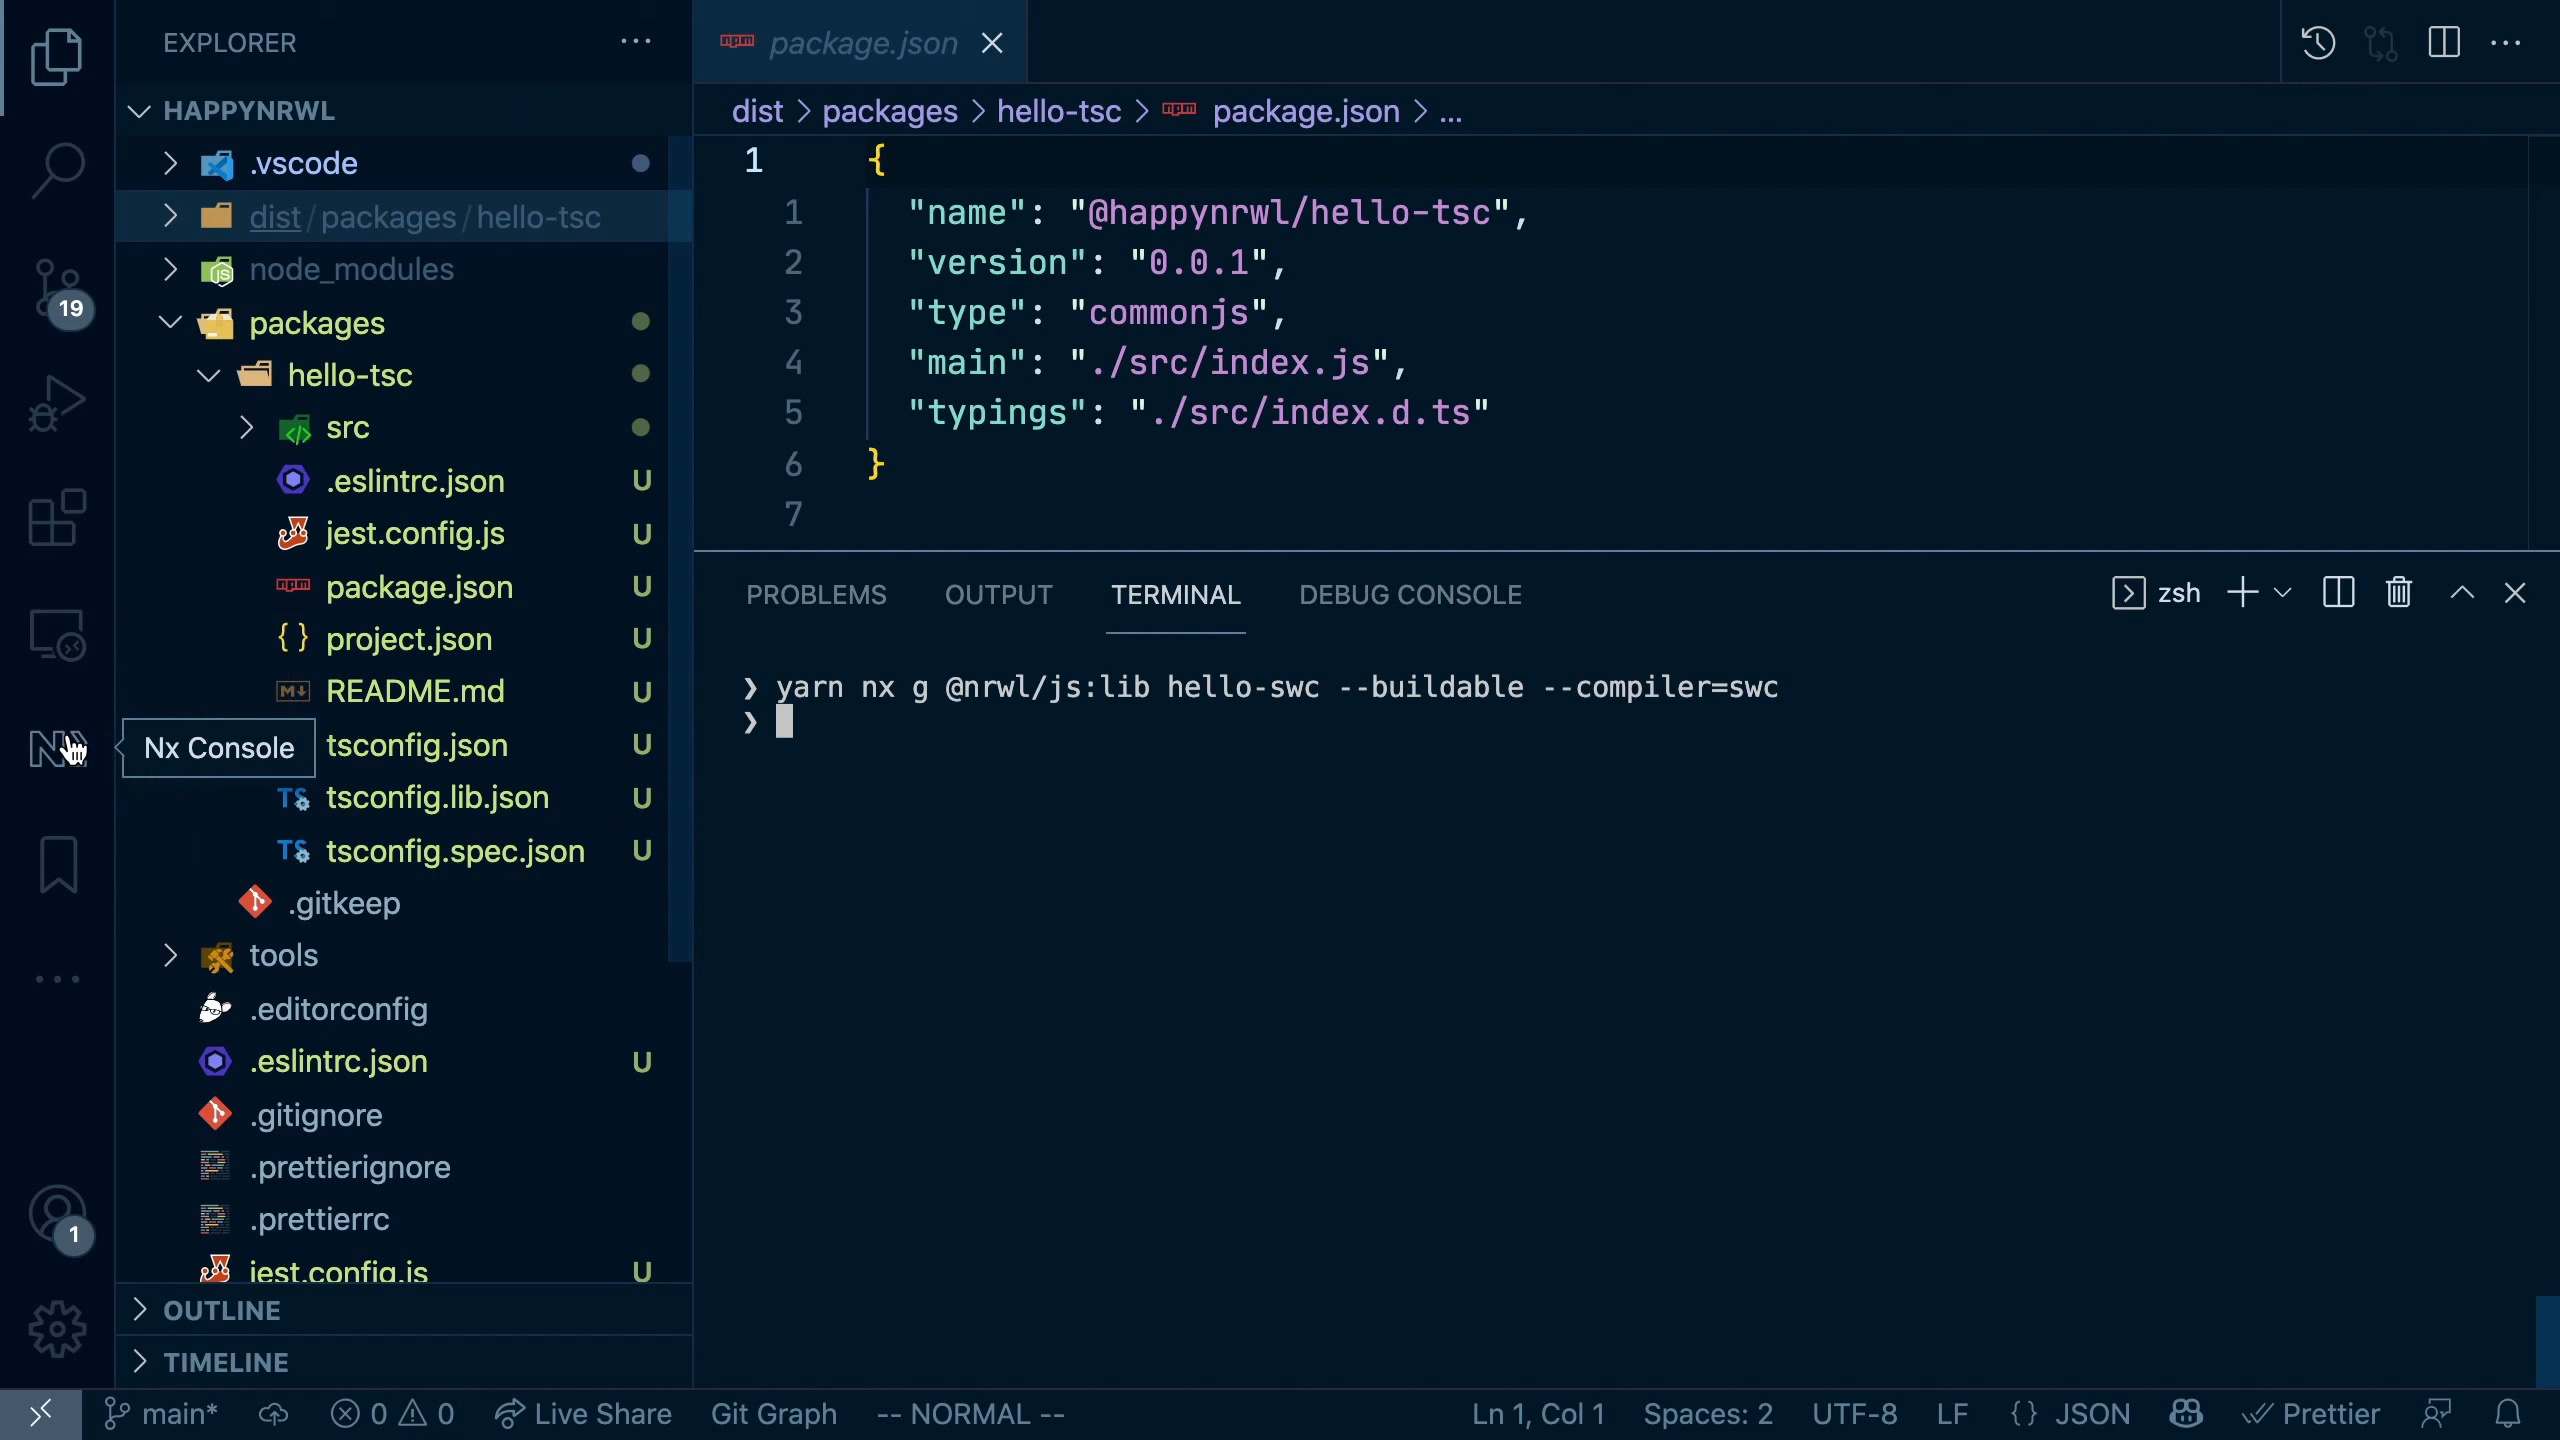 EXPLORER
HAPPYNRWL
.vscode
dist/packages/hello-tsc
node_modules
packages
hello-tsc
src
.eslintrc.json U
jest.config.js U
package.json U
project.json U
README.md U
Nx Console
tsconfig.json U
tsconfig.lib.json U
tsconfig.spec.json U
.gitkeep
tools
.editorconfig
.eslintrc.json U
.gitignore
.prettierignore
.prettierrc
jest.config.js U
OUTLINE
TIMELINE
19
1
package.json
dist > packages > hello-tsc > package.json > ...
1 {
1 "name": "@happynrwl/hello-tsc",
2 "version": "0.0.1",
3 "type": "commonjs",
4 "main": "./src/index.js",
5 "typings": "./src/index.d.ts"
6 }
7
PROBLEMS OUTPUT TERMINAL DEBUG CONSOLE zsh
❯ yarn nx g @nrwl/js:lib hello-swc --buildable --compiler=swc
❯
main* 0 0 Live Share Git Graph -- NORMAL -- Ln 1, Col 1 Spaces: 2 UTF-8 LF {} JSON Prettier